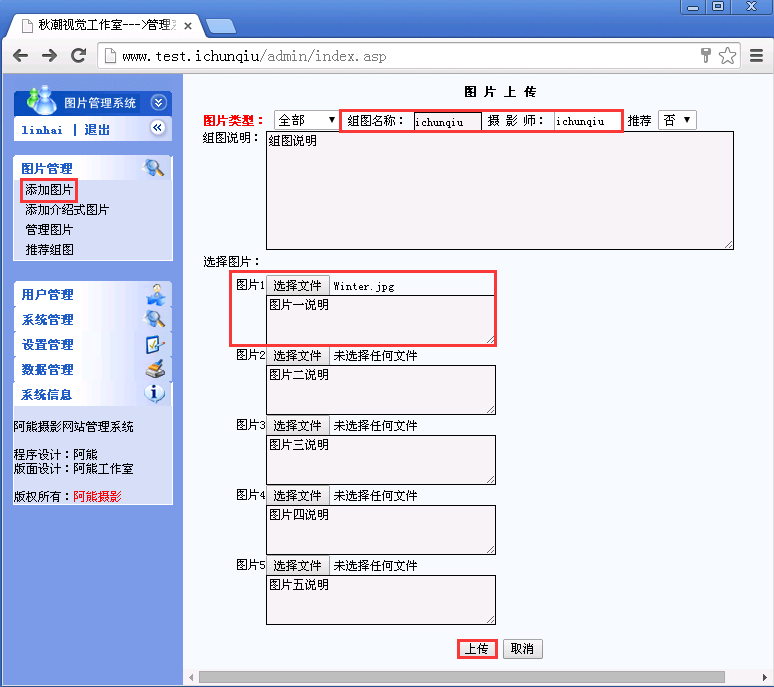 秋潮视觉工作室--->管理系
www.test.ichunqiu/admin/index.asp
图片管理系统
linhai | 退出
图片管理
添加图片
添加介绍式图片
管理图片
推荐组图
用户管理
系统管理
设置管理
数据管理
系统信息
阿能摄影网站管理系统
程序设计：阿能
版面设计：阿能工作室
版权所有：阿能摄影
图 片 上 传
图片类型： 全部 组图名称： ichunqiu 摄 影 师： ichunqiu 推荐 否
组图说明： 组图说明
选择图片：
图片1 选择文件 Winter.jpg
图片一说明
图片2 选择文件 未选择任何文件
图片二说明
图片3 选择文件 未选择任何文件
图片三说明
图片4 选择文件 未选择任何文件
图片四说明
图片5 选择文件 未选择任何文件
图片五说明
上传 取消